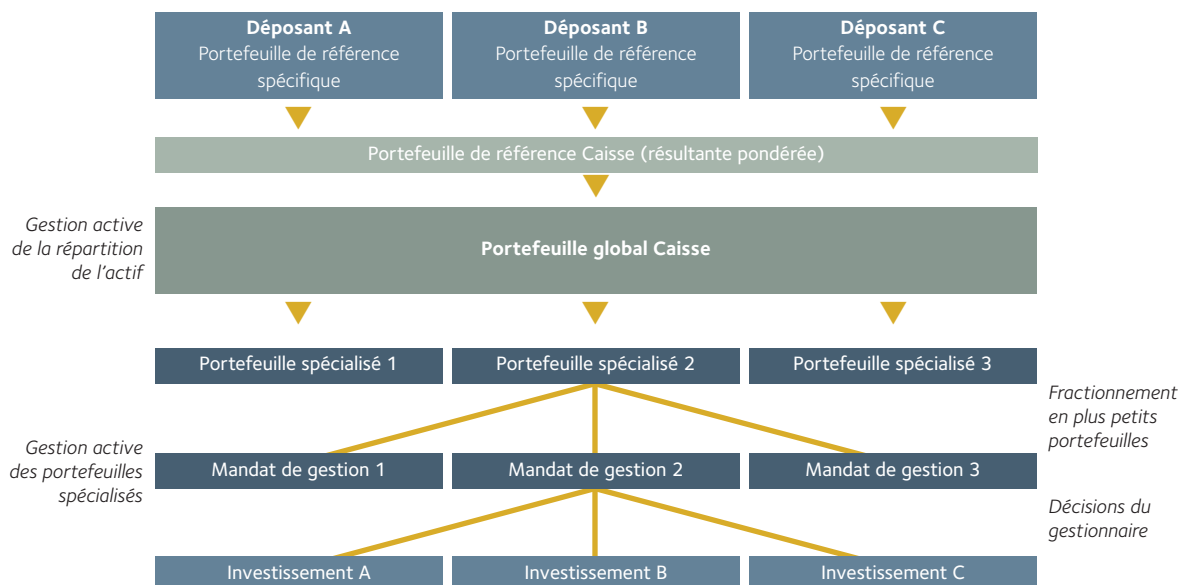 Déposant A
Portefeuille de référence
spécifique
Déposant B
Portefeuille de référence
spécifique
Déposant C
Portefeuille de référence
spécifique
Portefeuille de référence Caisse (résultante pondérée)
Gestion active
de la répartition
de l'actif
Portefeuille global Caisse
Portefeuille spécialisé 1
Portefeuille spécialisé 2
Portefeuille spécialisé 3
Fractionnement
en plus petits
portefeuilles
Gestion active
des portefeuilles
spécialisés
Mandat de gestion 1
Mandat de gestion 2
Mandat de gestion 3
Décisions du
gestionnaire
Investissement A
Investissement B
Investissement C